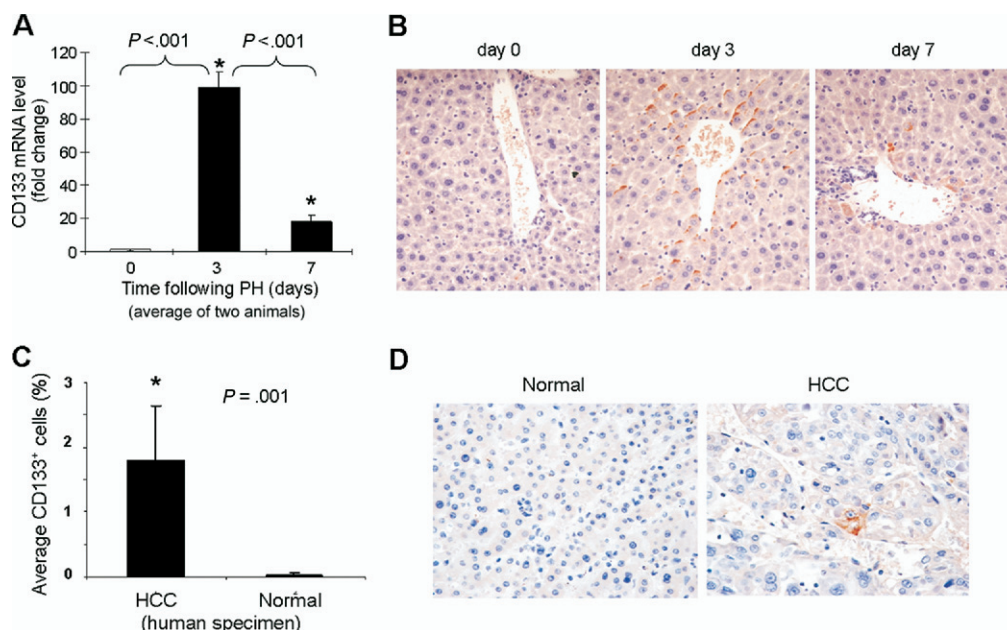 A
P <.001
P <.001
CD133 mRNA level
(fold change)
120
100
80
60
40
20
0
*
*
0 3 7
Time following PH (days)
(average of two animals)
B
day 0 day 3 day 7
C
Average CD133+ cells (%)
3
2
1
0
*
P = .001
HCC Normal
(human specimen)
D
Normal HCC